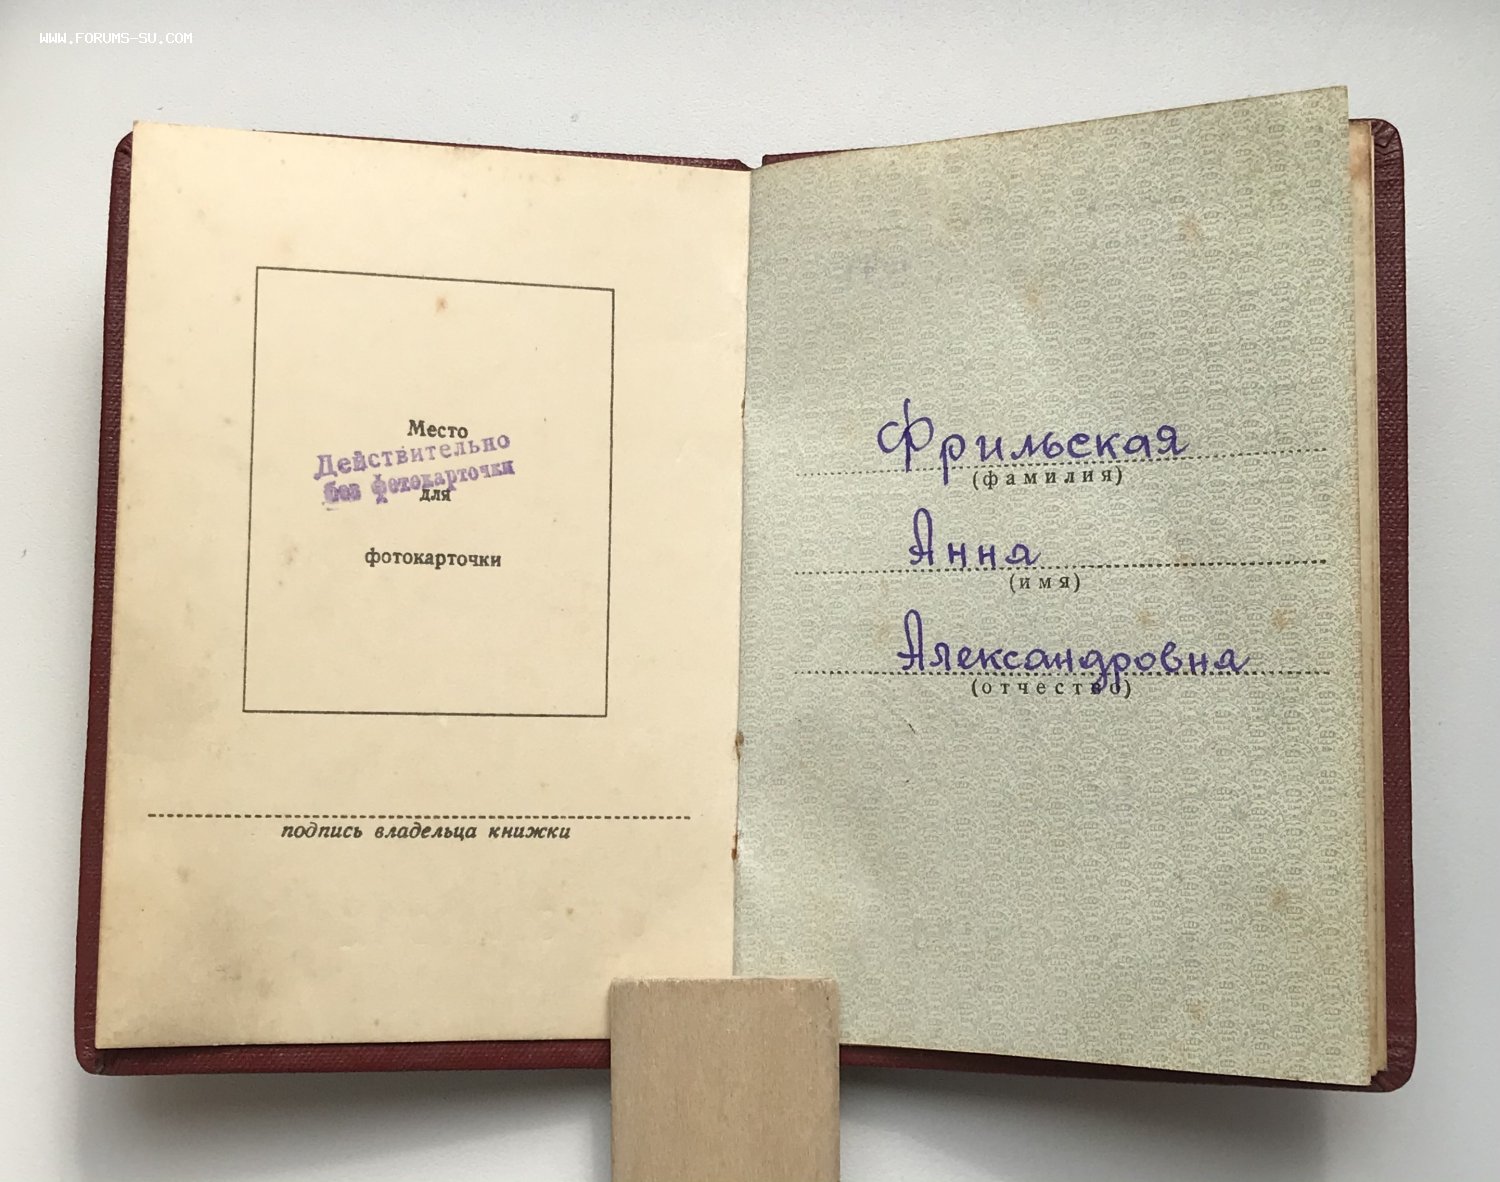 WWW.FORUMS-SU.COM
Место
Действительно
без фотокарточки
для
фотокарточки
подпись владельца книжки
Фрильская
(фамилия)
Анна
(имя)
Александровна
(отчество)